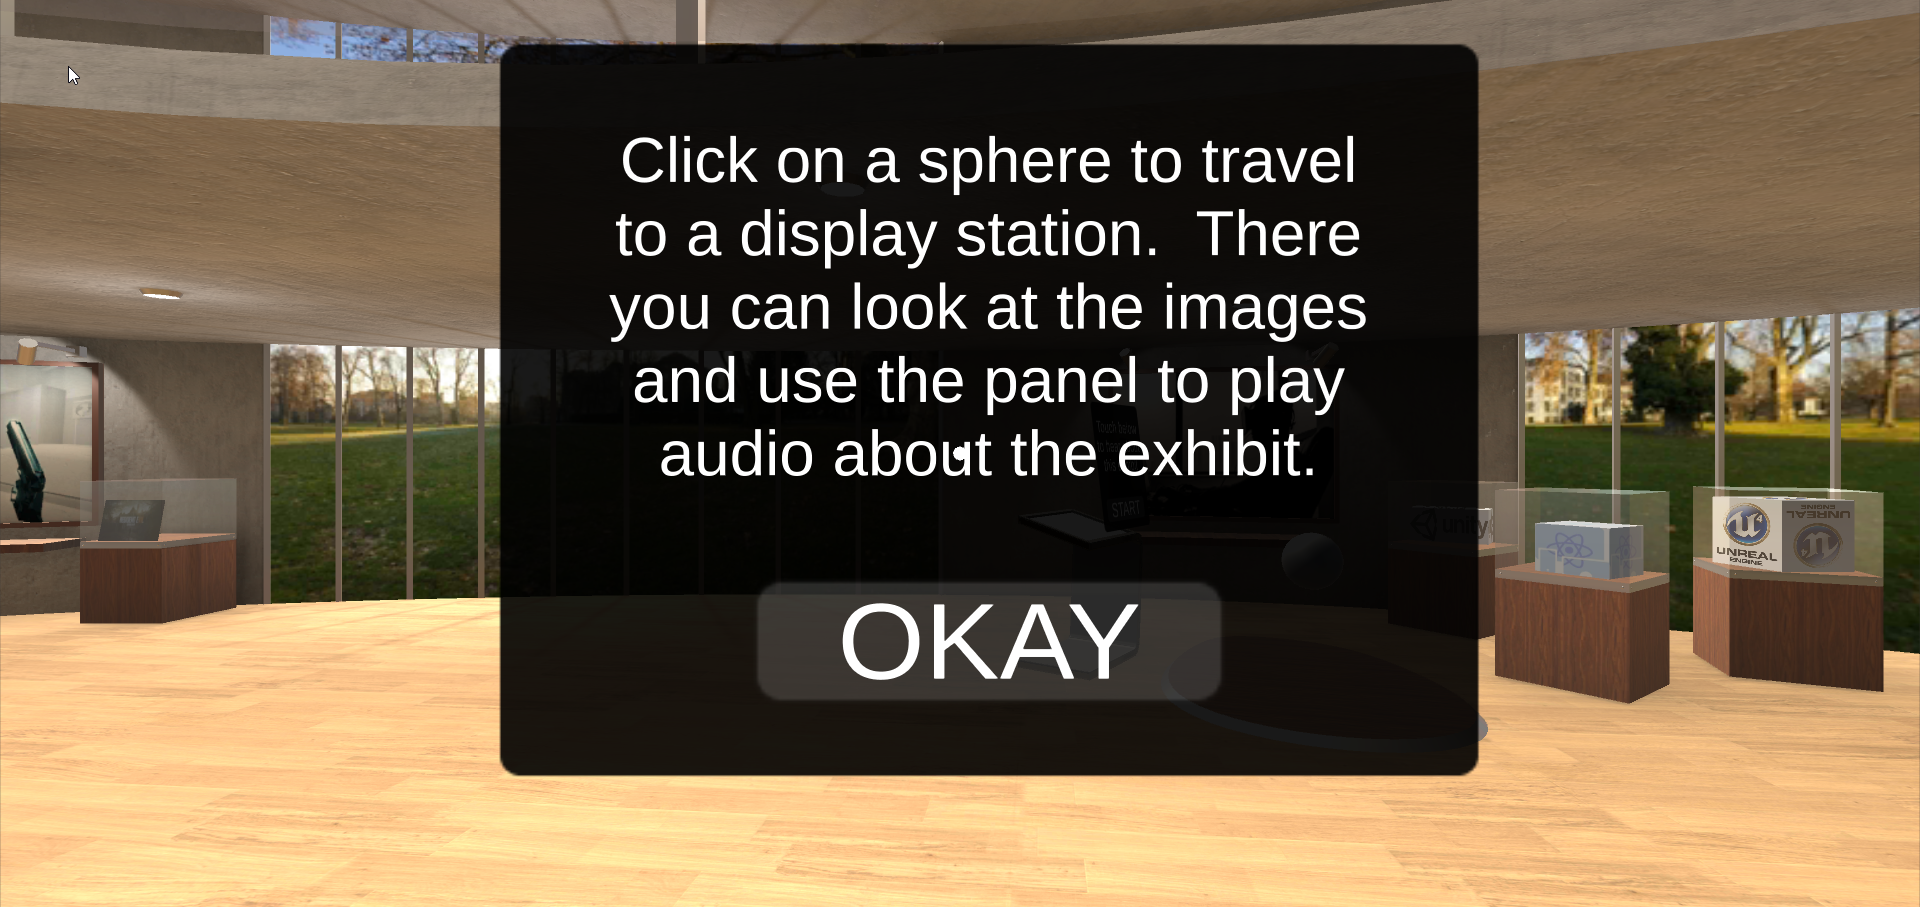 Click on a sphere to travel
to a display station.  There
you can look at the images
and use the panel to play
audio about the exhibit.
OKAY
START
unity
UNREAL
ENGINE
UNREAL
ENGINE